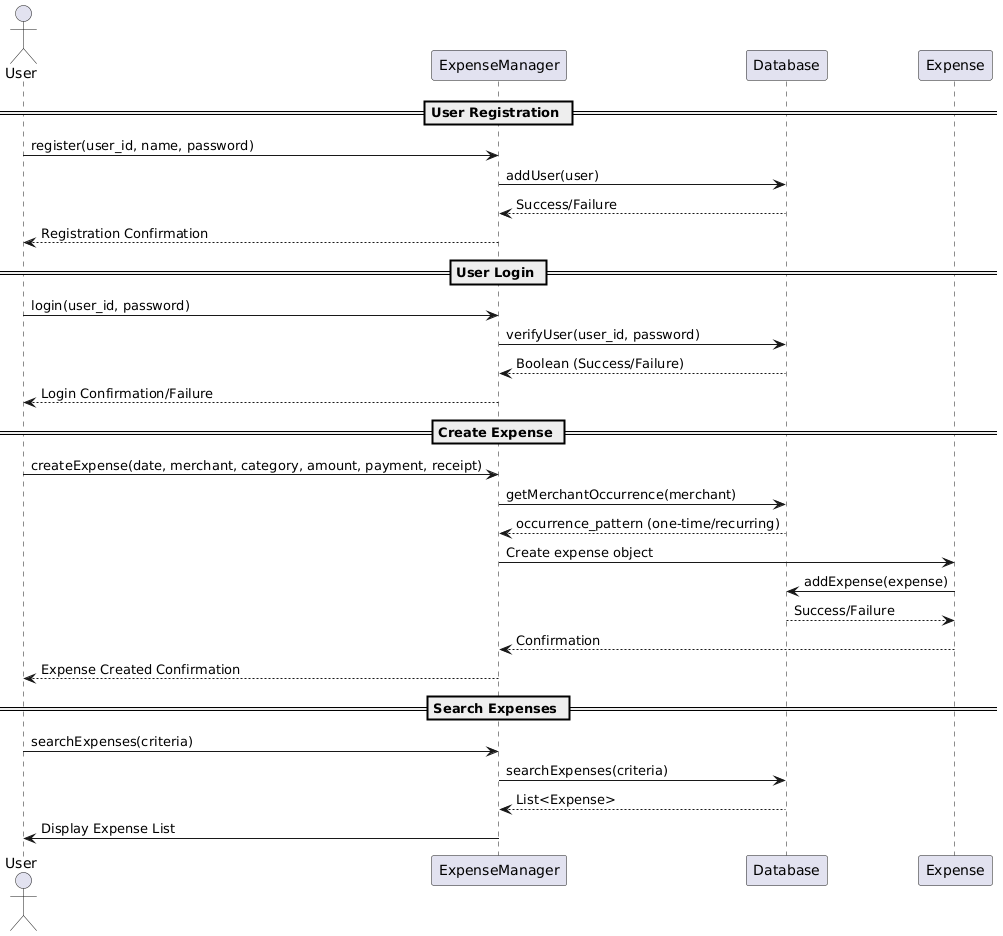 User
ExpenseManager
Database
Expense
User Registration
register(user_id, name, password)
addUser(user)
Success/Failure
Registration Confirmation
User Login
login(user_id, password)
verifyUser(user_id, password)
Boolean (Success/Failure)
Login Confirmation/Failure
Create Expense
createExpense(date, merchant, category, amount, payment, receipt)
getMerchantOccurrence(merchant)
occurrence_pattern (one-time/recurring)
Create expense object
addExpense(expense)
Success/Failure
Confirmation
Expense Created Confirmation
Search Expenses
searchExpenses(criteria)
searchExpenses(criteria)
List<Expense>
Display Expense List
User
ExpenseManager
Database
Expense